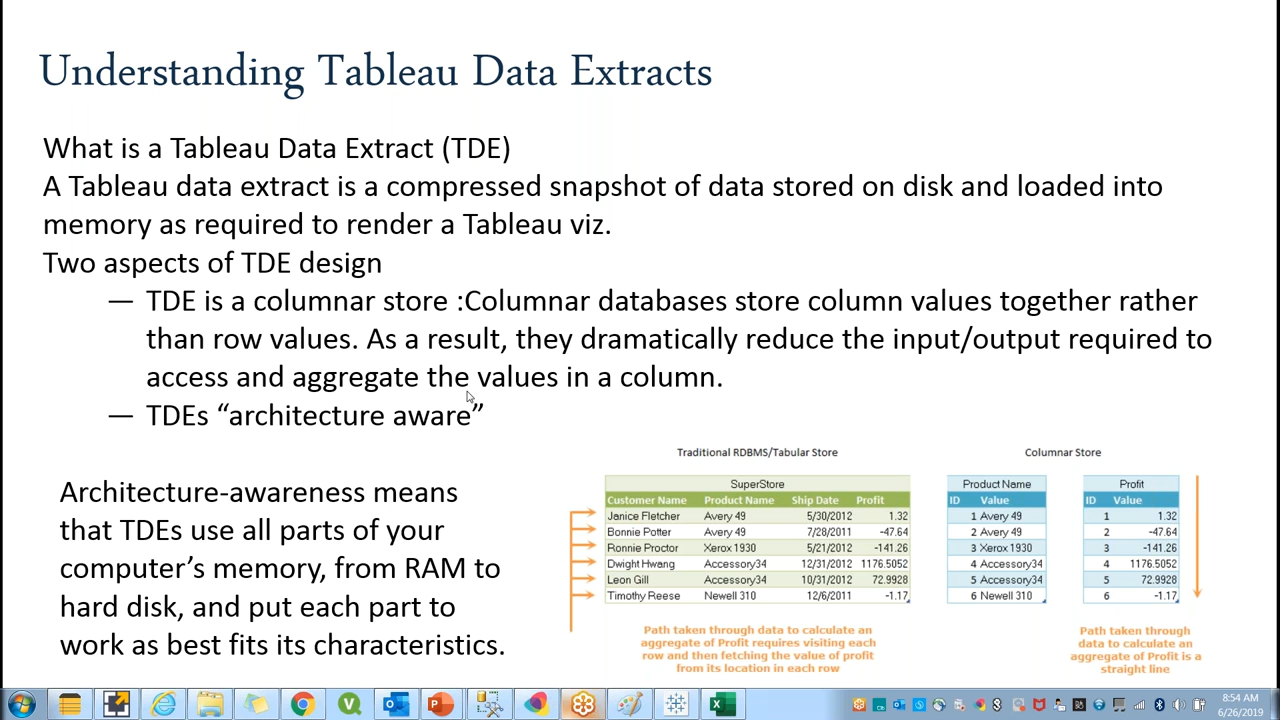 Understanding Tableau Data Extracts
What is a Tableau Data Extract (TDE)
A Tableau data extract is a compressed snapshot of data stored on disk and loaded into
memory as required to render a Tableau viz.
Two aspects of TDE design
— TDE is a columnar store :Columnar databases store column values together rather
than row values. As a result, they dramatically reduce the input/output required to
access and aggregate the values in a column.
— TDEs “architecture aware”
Architecture-awareness means
that TDEs use all parts of your
computer’s memory, from RAM to
hard disk, and put each part to
work as best fits its characteristics.
Traditional RDBMS/Tabular Store
SuperStore
Customer Name Product Name Ship Date Profit
Janice Fletcher Avery 49 5/30/2012 1.32
Bonnie Potter Avery 49 7/28/2011 -47.64
Ronnie Proctor Xerox 1930 5/21/2012 -141.26
Dwight Hwang Accessory34 12/31/2012 1176.5052
Leon Gill Accessory34 10/31/2012 72.9928
Timothy Reese Newell 310 12/6/2011 -1.17
Path taken through data to calculate an
aggregate of Profit requires visiting each
row and then fetching the value of profit
from its location in each row
Columnar Store
Product Name
ID Value
1 Avery 49
2 Avery 49
3 Xerox 1930
4 Accessory34
5 Accessory34
6 Newell 310
Profit
ID Value
1 1.32
2 -47.64
3 -141.26
4 1176.5052
5 72.9928
6 -1.17
Path taken through
data to calculate an
aggregate of Profit is a
straight line
8:54 AM
6/26/2019